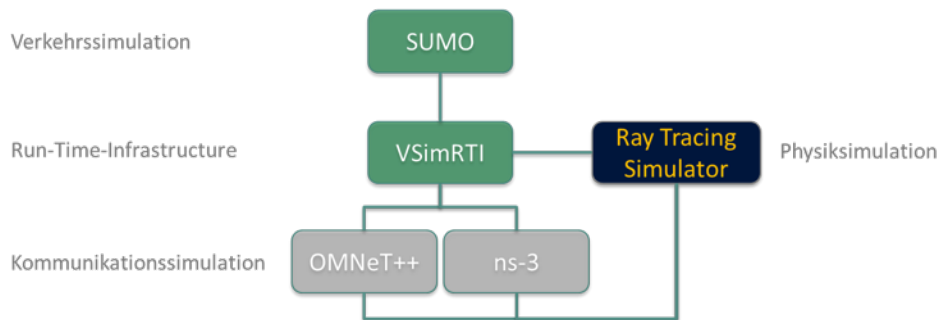 Verkehrssimulation
SUMO
Run-Time-Infrastructure
VSimRTI
Ray Tracing
Simulator
Physiksimulation
Kommunikationssimulation
OMNeT++
ns-3